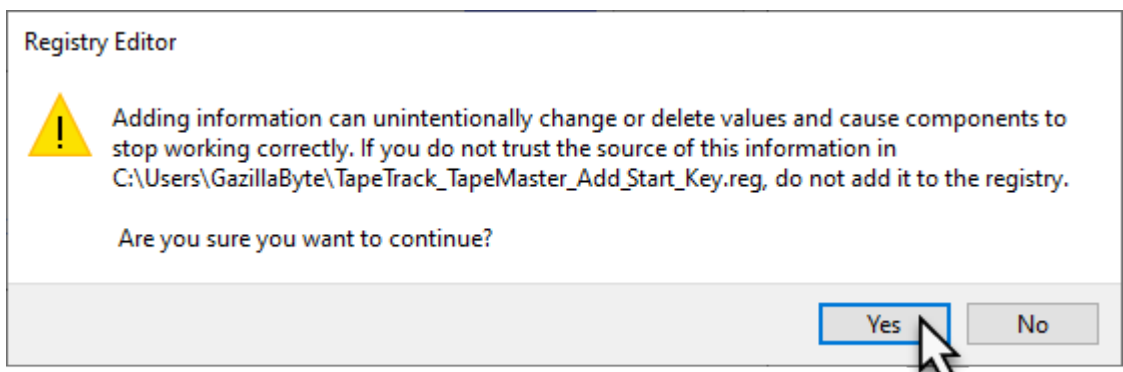 Registry Editor
Adding information can unintentionally change or delete values and cause components to
stop working correctly. If you do not trust the source of this information in
C:\Users\GazillaByte\TapeTrack_TapeMaster_Add_Start_Key.reg, do not add it to the registry.
Are you sure you want to continue?
Yes No